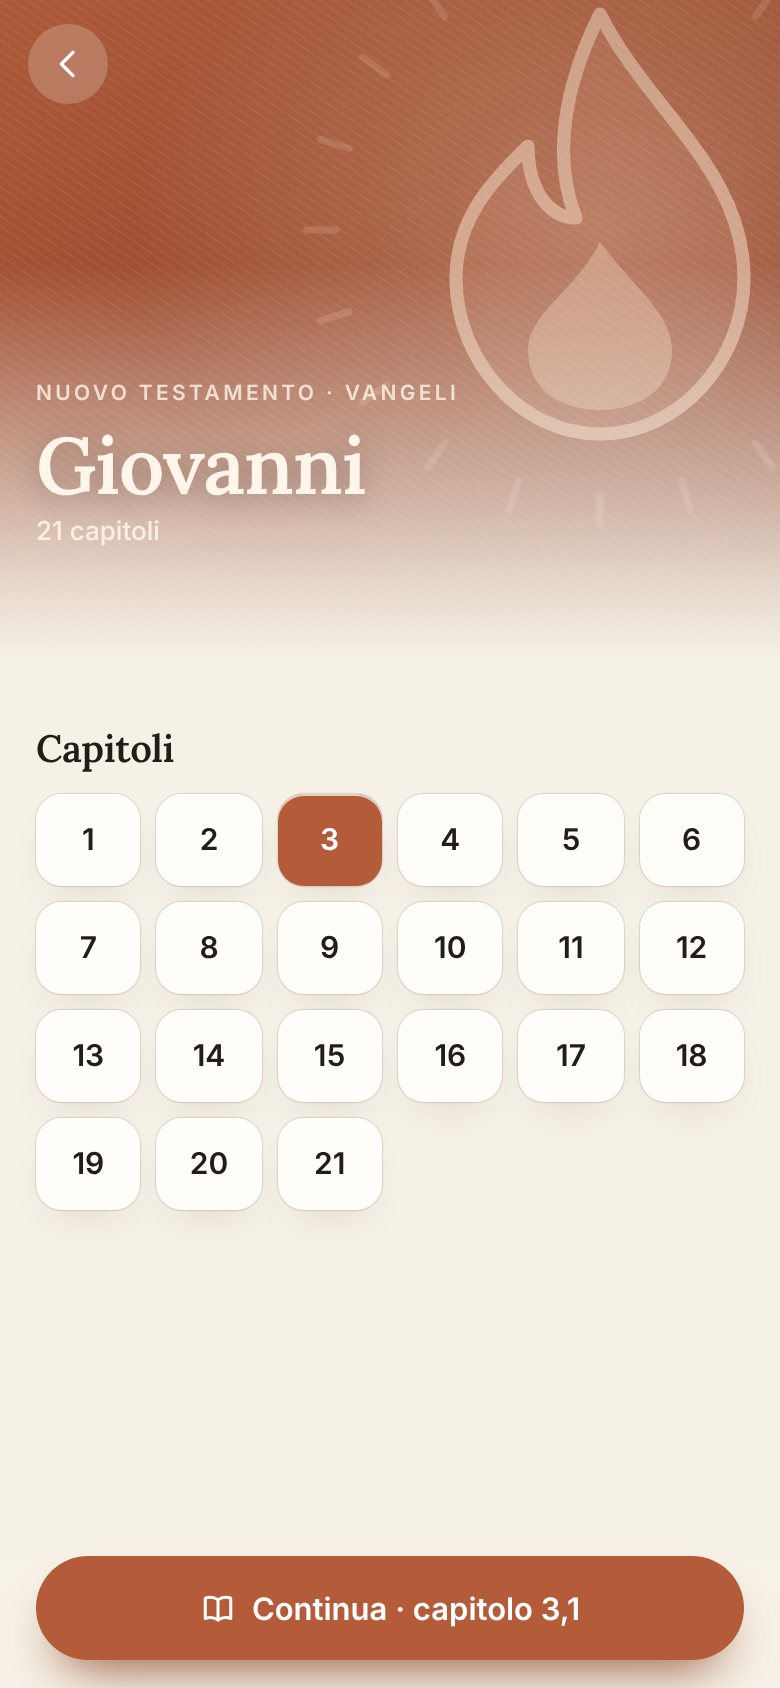 NUOVO TESTAMENTO · VANGELI
Giovanni
21 capitoli
Capitoli
1 2 3 4 5 6
7 8 9 10 11 12
13 14 15 16 17 18
19 20 21
Continua · capitolo 3,1